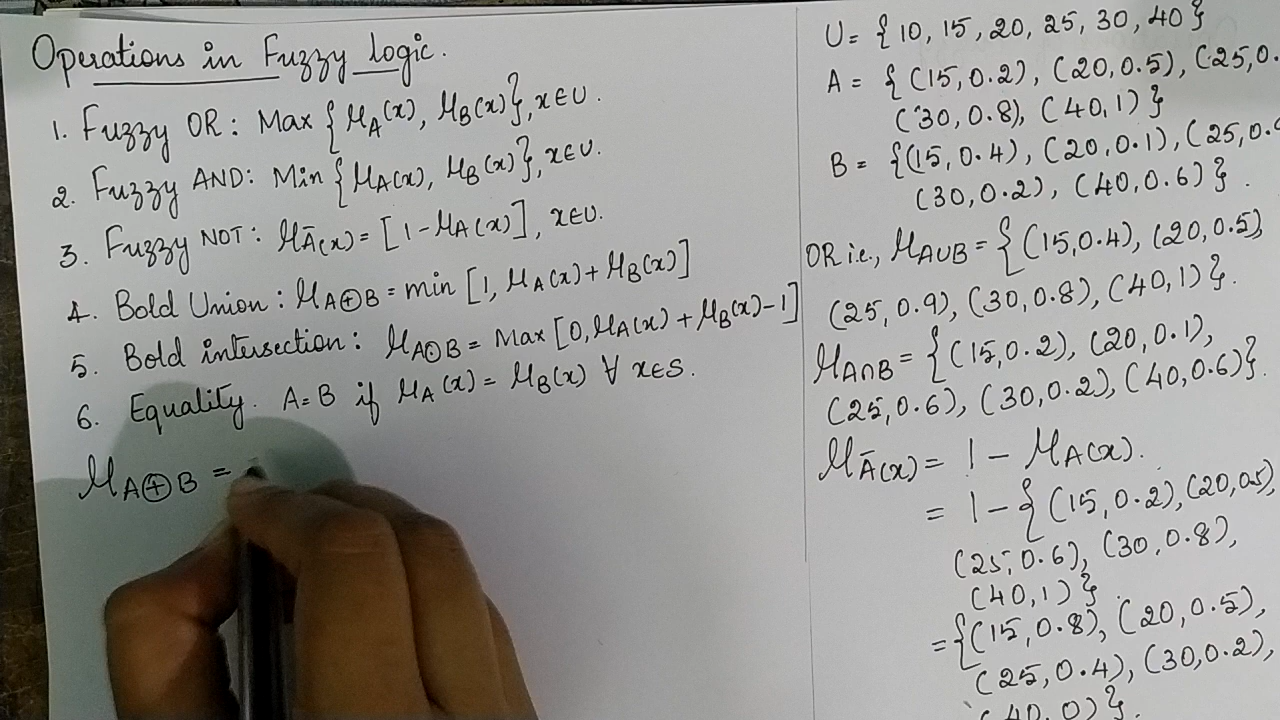 Operations in Fuzzy logic.
1. Fuzzy OR: Max {μA(x), μB(x)}, x∈U.
2. Fuzzy AND: Min {μA(x), μB(x)}, x∈U.
3. Fuzzy NOT: μĀ(x) = [1-μA(x)], x∈U.
4. Bold Union: μA⊕B = min [1, μA(x) + μB(x)]
5. Bold intersection: μA⊙B = Max [0, μA(x) + μB(x)-1]
6. Equality. A=B if μA(x) = μB(x) ∀ x∈S.
μA⊕B =
U = {10, 15, 20, 25, 30, 40}
A = {(15, 0.2), (20, 0.5), (25, 0.
(30, 0.8), (40, 1)}
B = {(15, 0.4), (20, 0.1), (25, 0.
(30, 0.2), (40, 0.6)}.
OR i.e., μA∪B = {(15, 0.4), (20, 0.5),
(25, 0.9), (30, 0.8), (40, 1)}.
μA∩B = {(15, 0.2), (20, 0.1),
(25, 0.6), (30, 0.2), (40, 0.6)}.
μĀ(x) = 1 - μA(x).
= 1 - {(15, 0.2), (20, 0.5),
(25, 0.6), (30, 0.8),
(40, 1)}.
= {(15, 0.8), (20, 0.5),
(25, 0.4), (30, 0.2),
(40, 0)}.